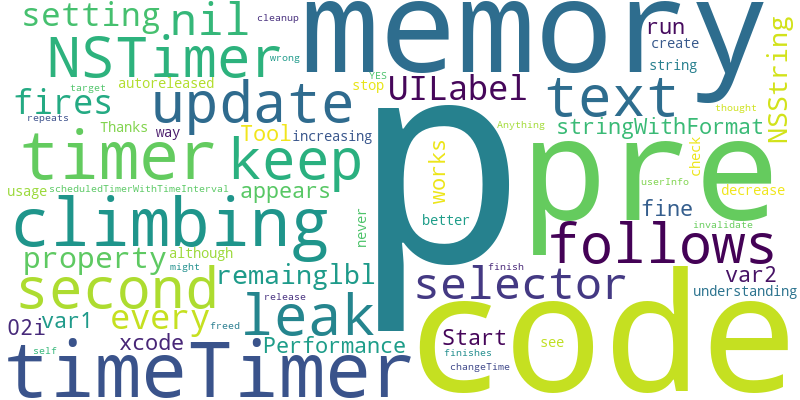 setting nil cleanup memory run NSString
create
NSTimer wrong string
target YES UILabel text
autoreleased stop
fires update thought
repeats Thanks way Tool increasing p pre stringWithFormat
Anything
timer keep works check
userInfo
usage scheduledTimerWithTimeInterval appears decrease
climbing never better fine
follows invalidate
property although
might remainglbl selector finish var2
second release understanding
O2i var1 every freed leak code
xcode Performance Start see
self finishes
timeTimer changeTime